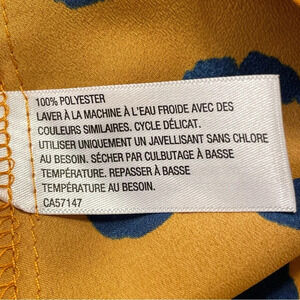 100% POLYESTER
LAVER À LA MACHINE À L'EAU FROIDE AVEC DES
COULEURS SIMILAIRES. CYCLE DÉLICAT.
UTILISER UNIQUEMENT UN JAVELLISANT SANS CHLORE
AU BESOIN. SÉCHER PAR CULBUTAGE À BASSE
TEMPÉRATURE. REPASSER À BASSE
TEMPÉRATURE AU BESOIN.
CA57147